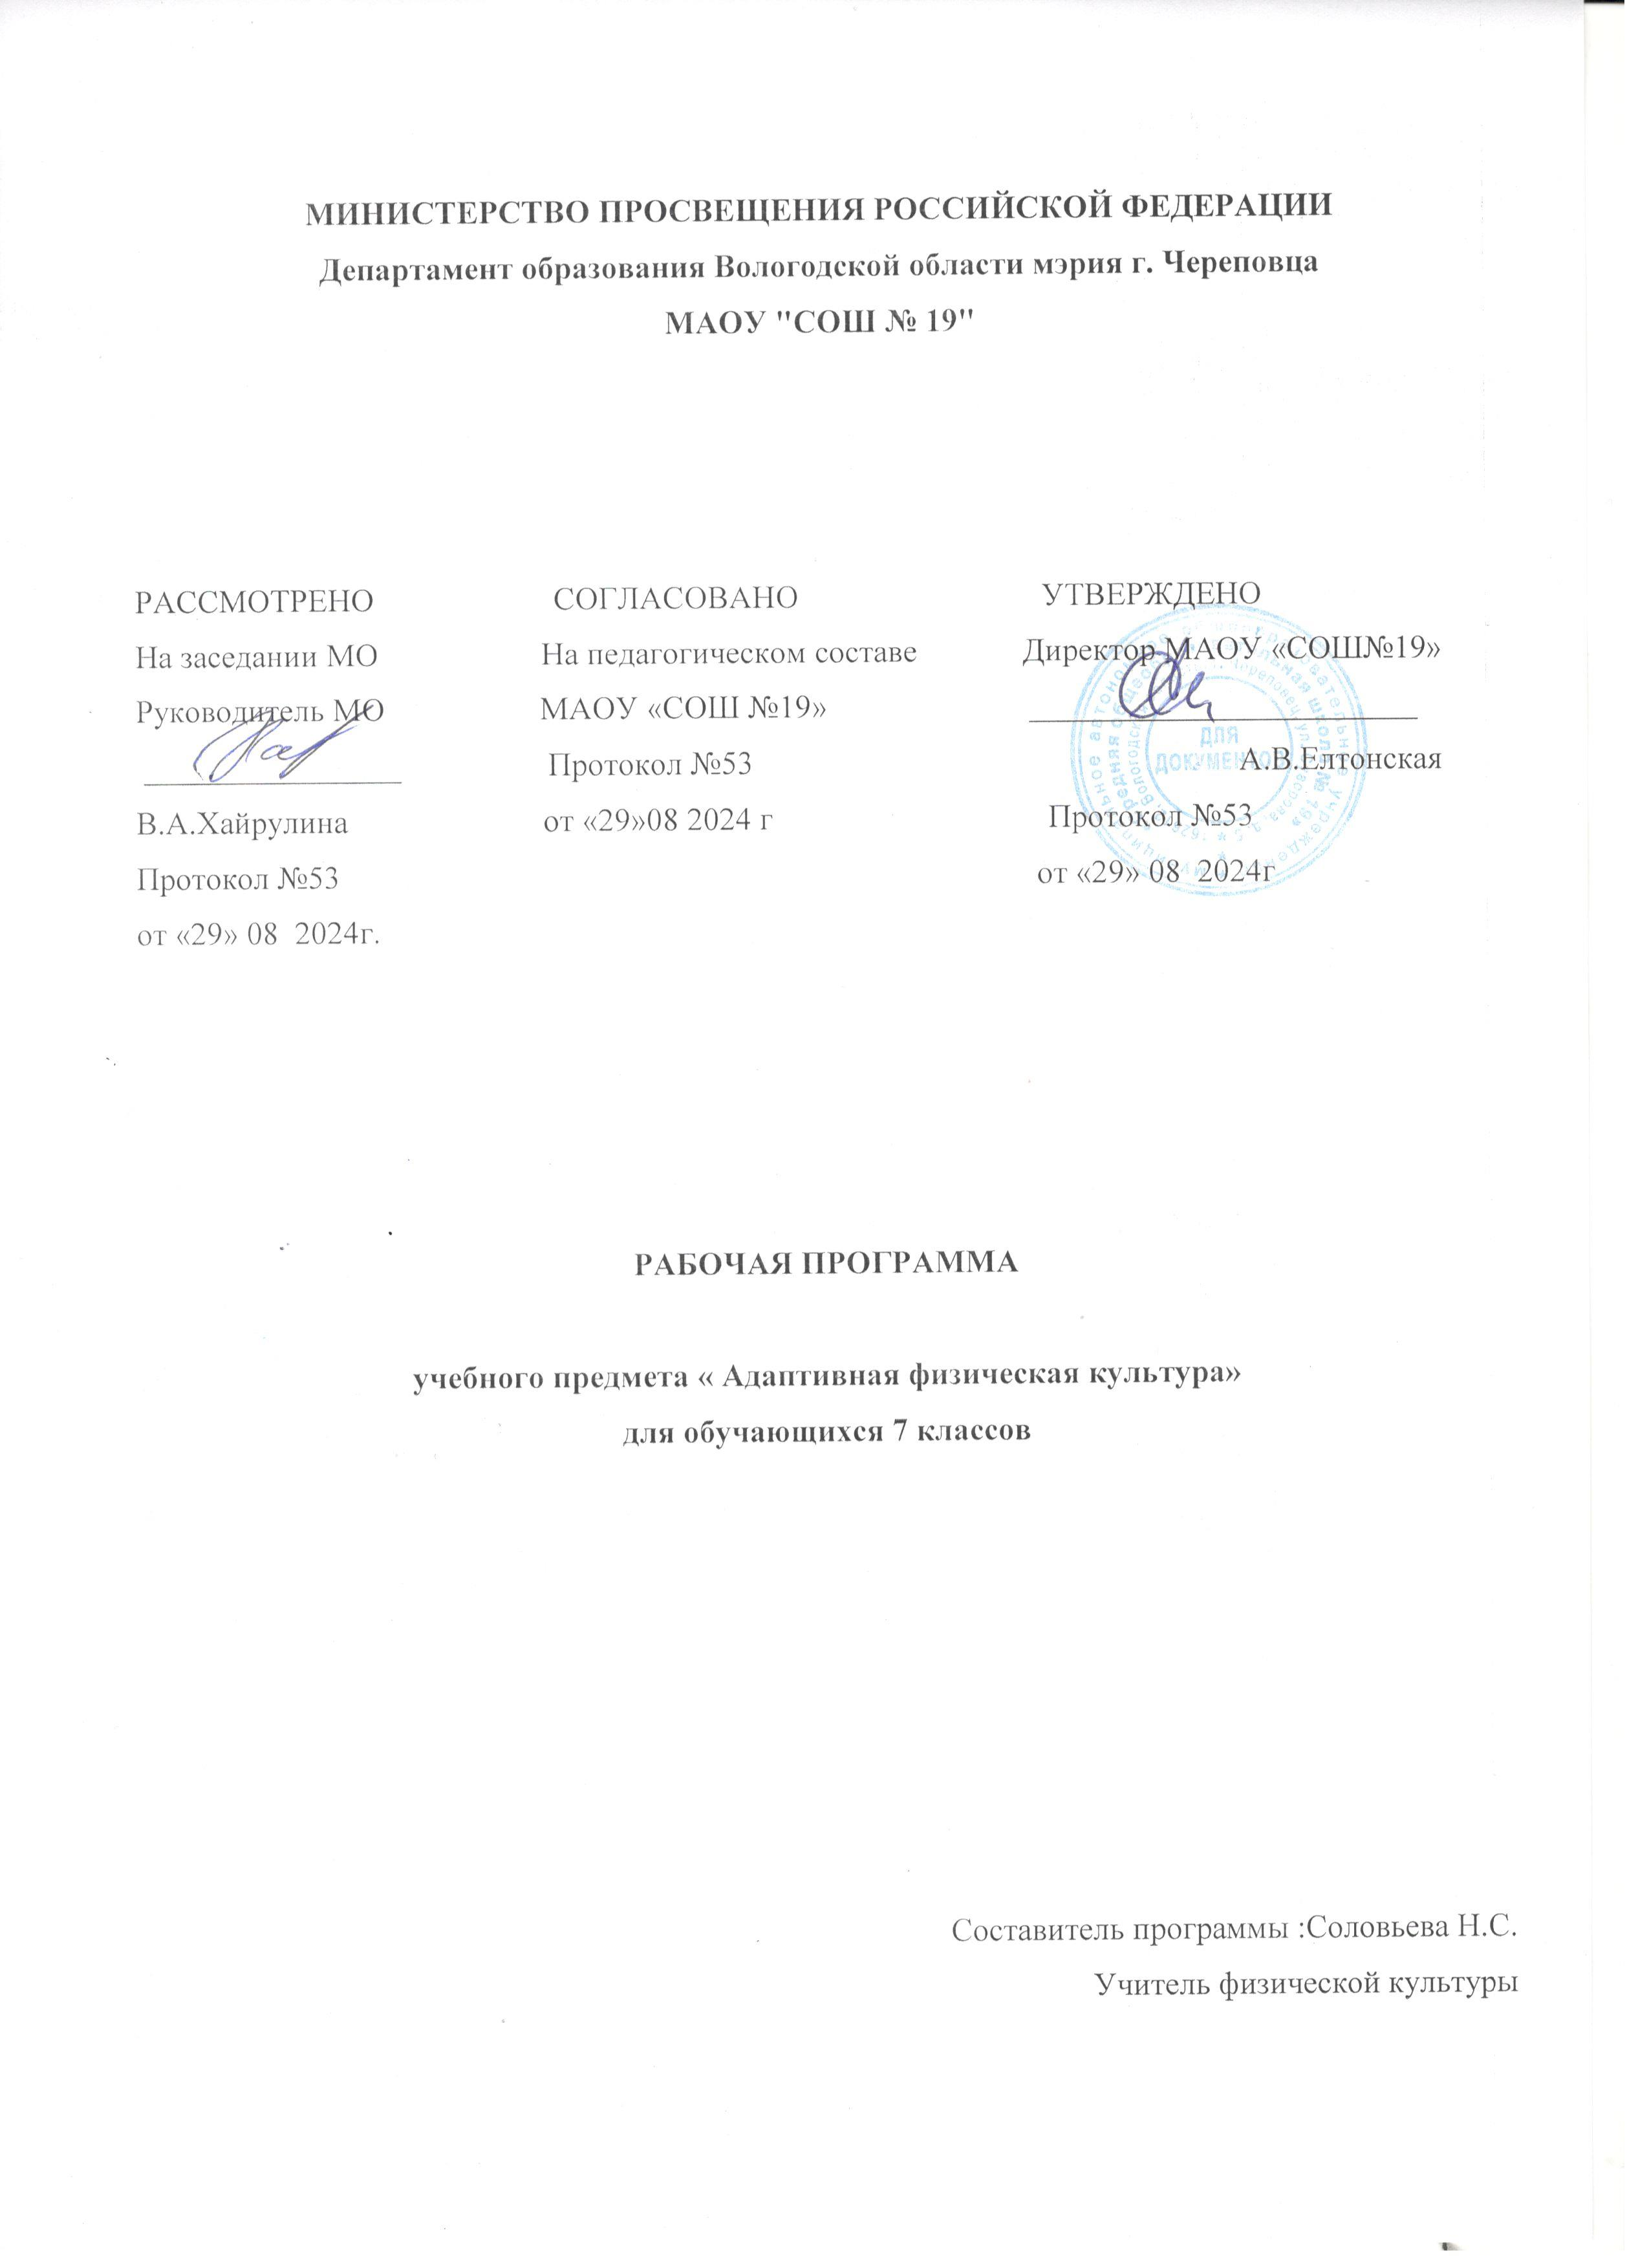 МИНИСТЕРСТВО ПРОСВЕЩЕНИЯ РОССИЙСКОЙ ФЕДЕРАЦИИ
Департамент образования Вологодской области мэрия г. Череповца
МАОУ "СОШ № 19"
РАССМОТРЕНО
На заседании МО
Руководитель МО
В.А.Хайрулина
Протокол №53
от «29» 08 2024г.
СОГЛАСОВАНО
На педагогическом составе
МАОУ «СОШ №19»
Протокол №53
от «29»08 2024 г
УТВЕРЖДЕНО
Директор МАОУ «СОШ№19»
А.В.Елтонская
Протокол №53
от «29» 08 2024г
ДЛЯ
ДОКУМЕНТОВ
РАБОЧАЯ ПРОГРАММА
учебного предмета « Адаптивная физическая культура»
для обучающихся 7 классов
Составитель программы :Соловьева Н.С.
Учитель физической культуры